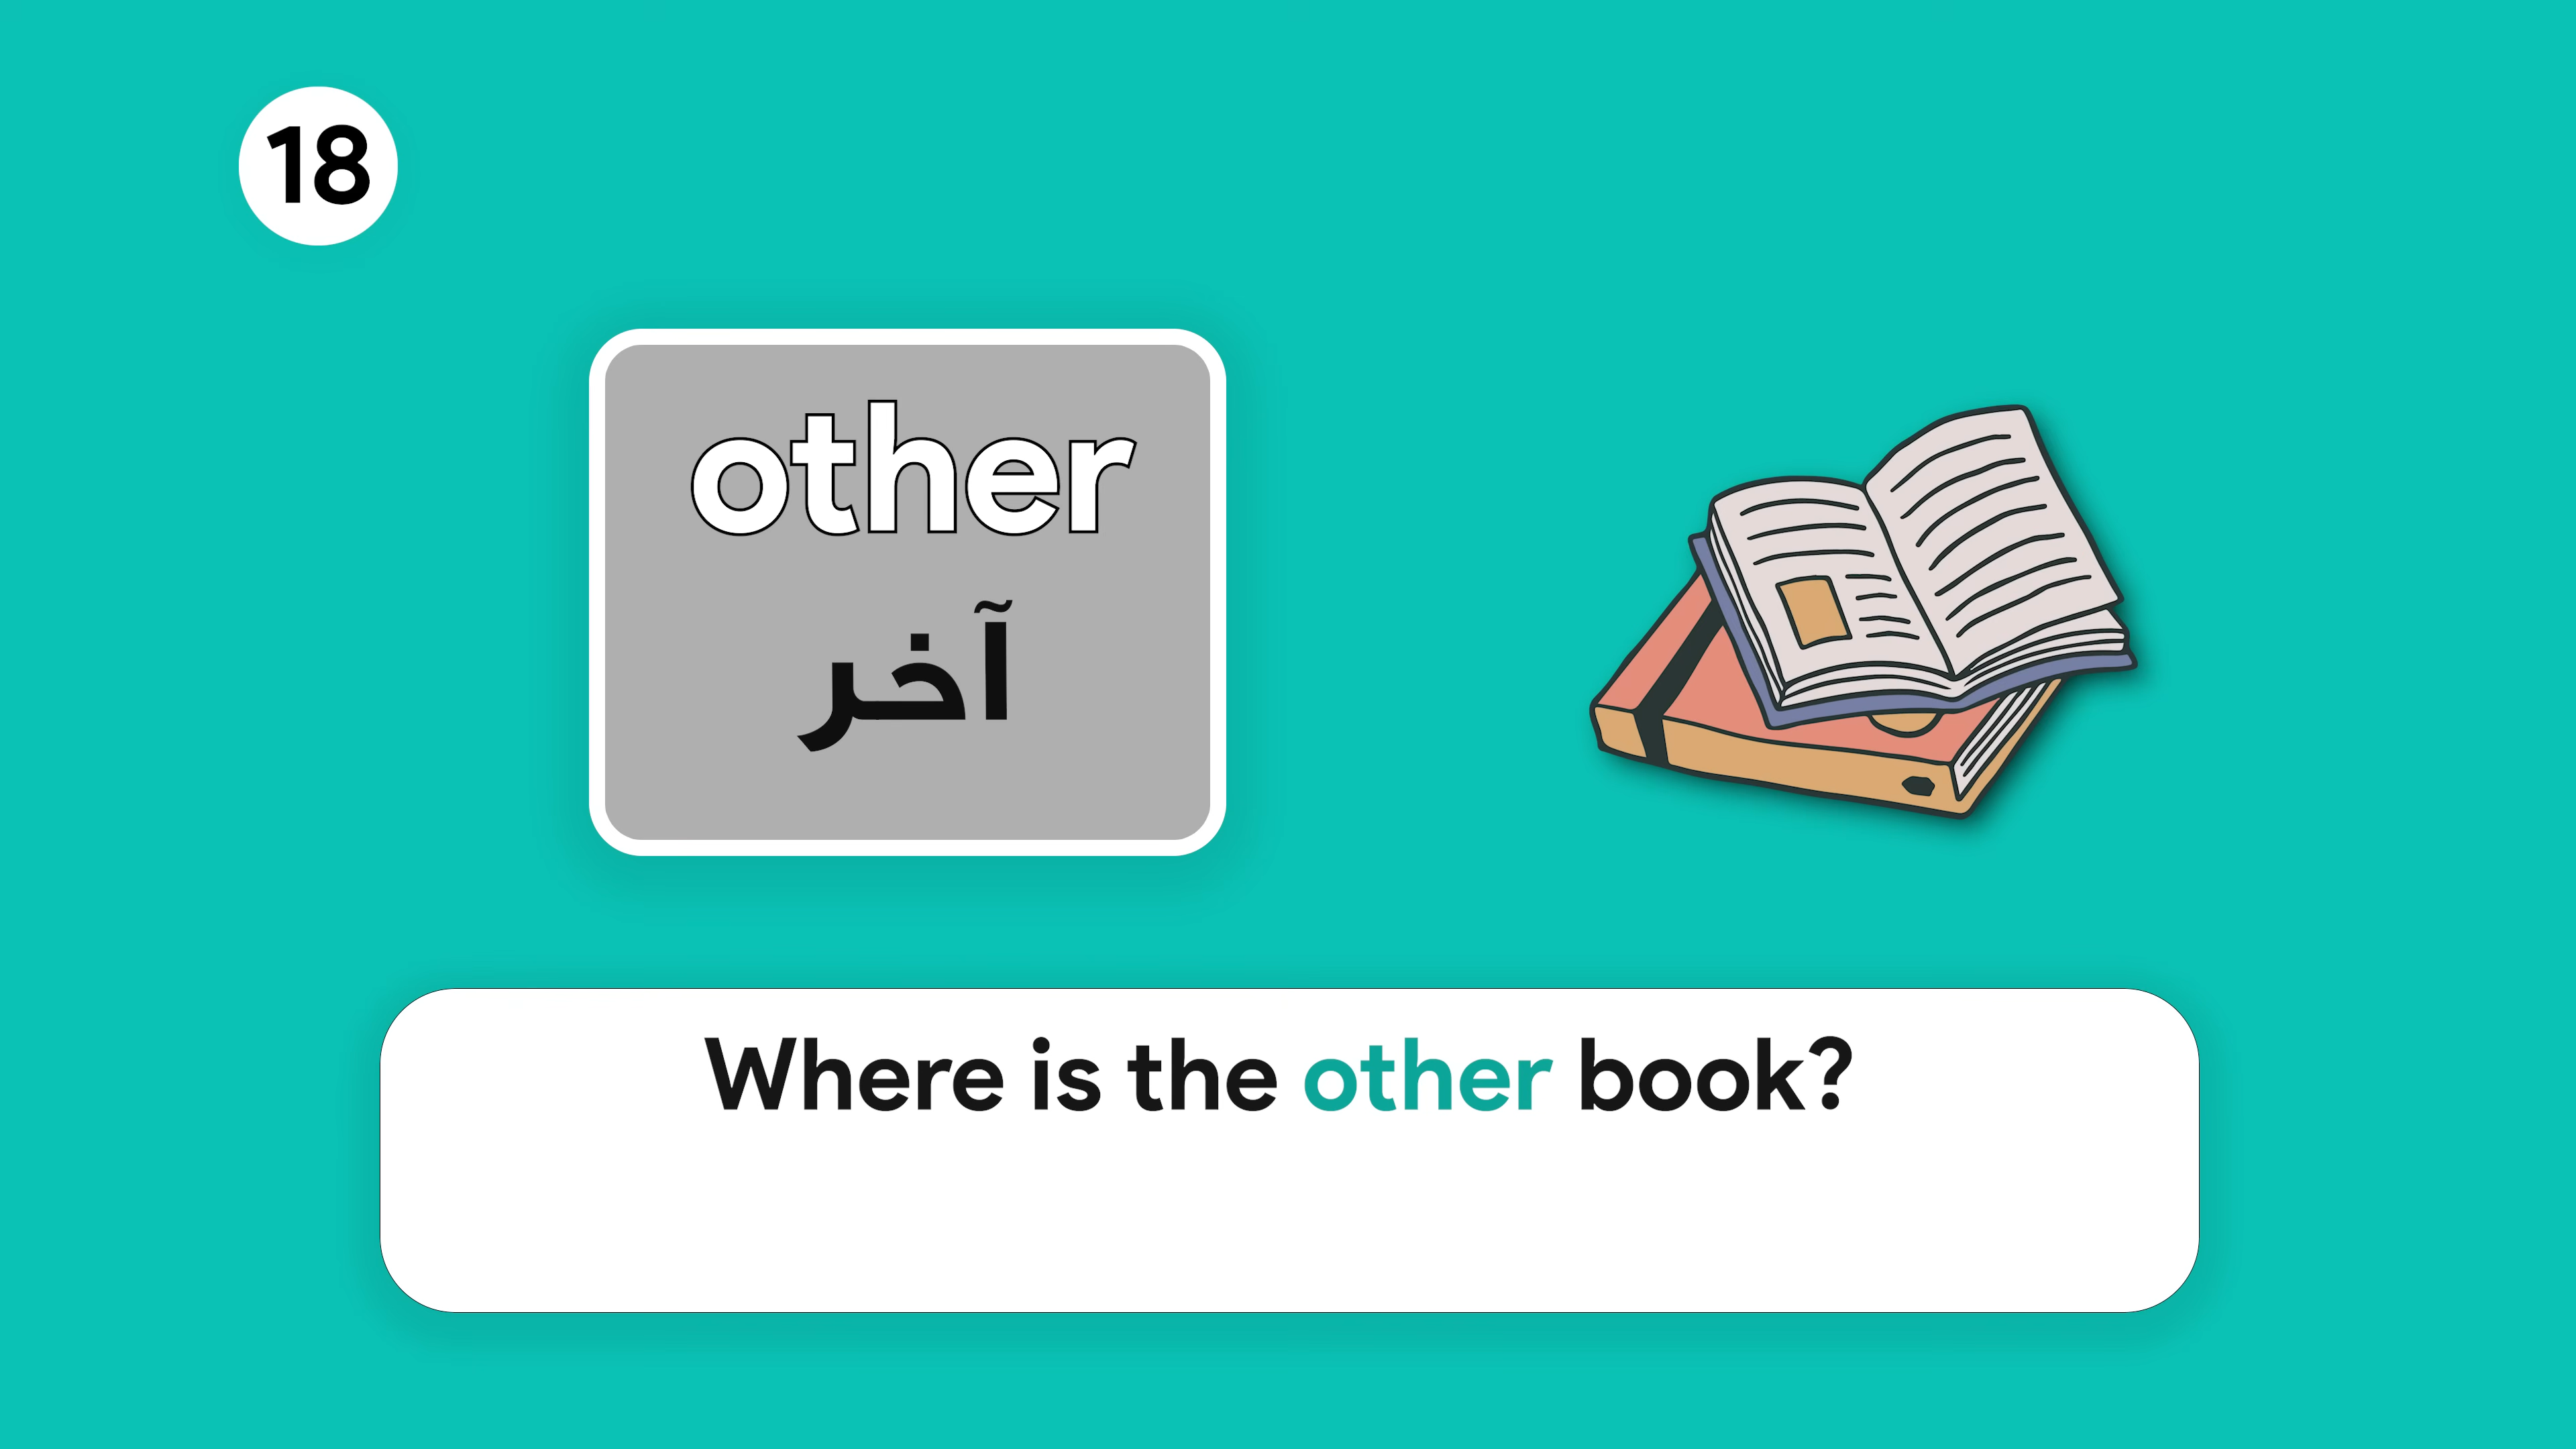 18
other
آخر
Where is the other book?